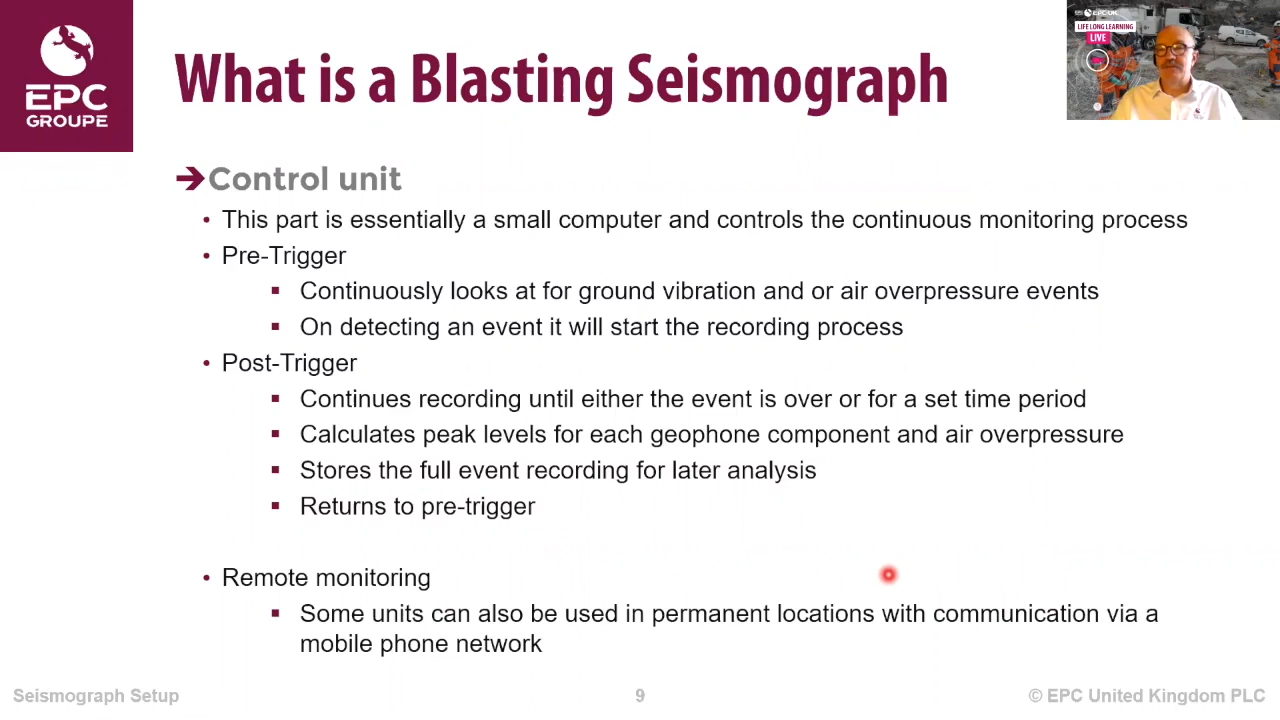 EPC
GROUPE
What is a Blasting Seismograph
EPC-UK
LIFE LONG LEARNING
LIVE
Control unit
• This part is essentially a small computer and controls the continuous monitoring process
• Pre-Trigger
▪ Continuously looks at for ground vibration and or air overpressure events
▪ On detecting an event it will start the recording process
• Post-Trigger
▪ Continues recording until either the event is over or for a set time period
▪ Calculates peak levels for each geophone component and air overpressure
▪ Stores the full event recording for later analysis
▪ Returns to pre-trigger
• Remote monitoring
▪ Some units can also be used in permanent locations with communication via a
mobile phone network
Seismograph Setup
9
© EPC United Kingdom PLC